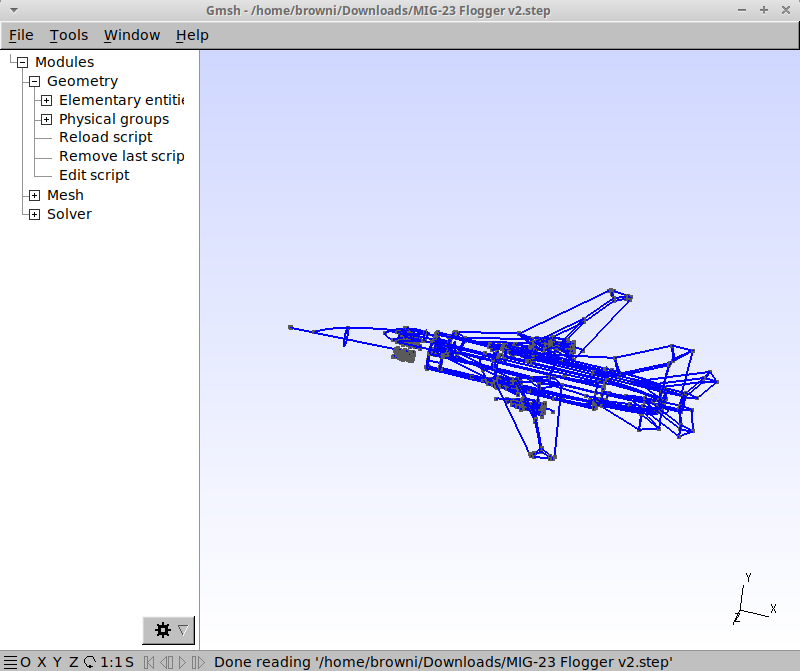 Gmsh - /home/browni/Downloads/MIG-23 Flogger v2.step
File Tools Window Help
Modules
Geometry
Elementary entitie
Physical groups
Reload script
Remove last scrip
Edit script
Mesh
Solver
Y
X
Z
O X Y Z 1:1 S Done reading '/home/browni/Downloads/MIG-23 Flogger v2.step'